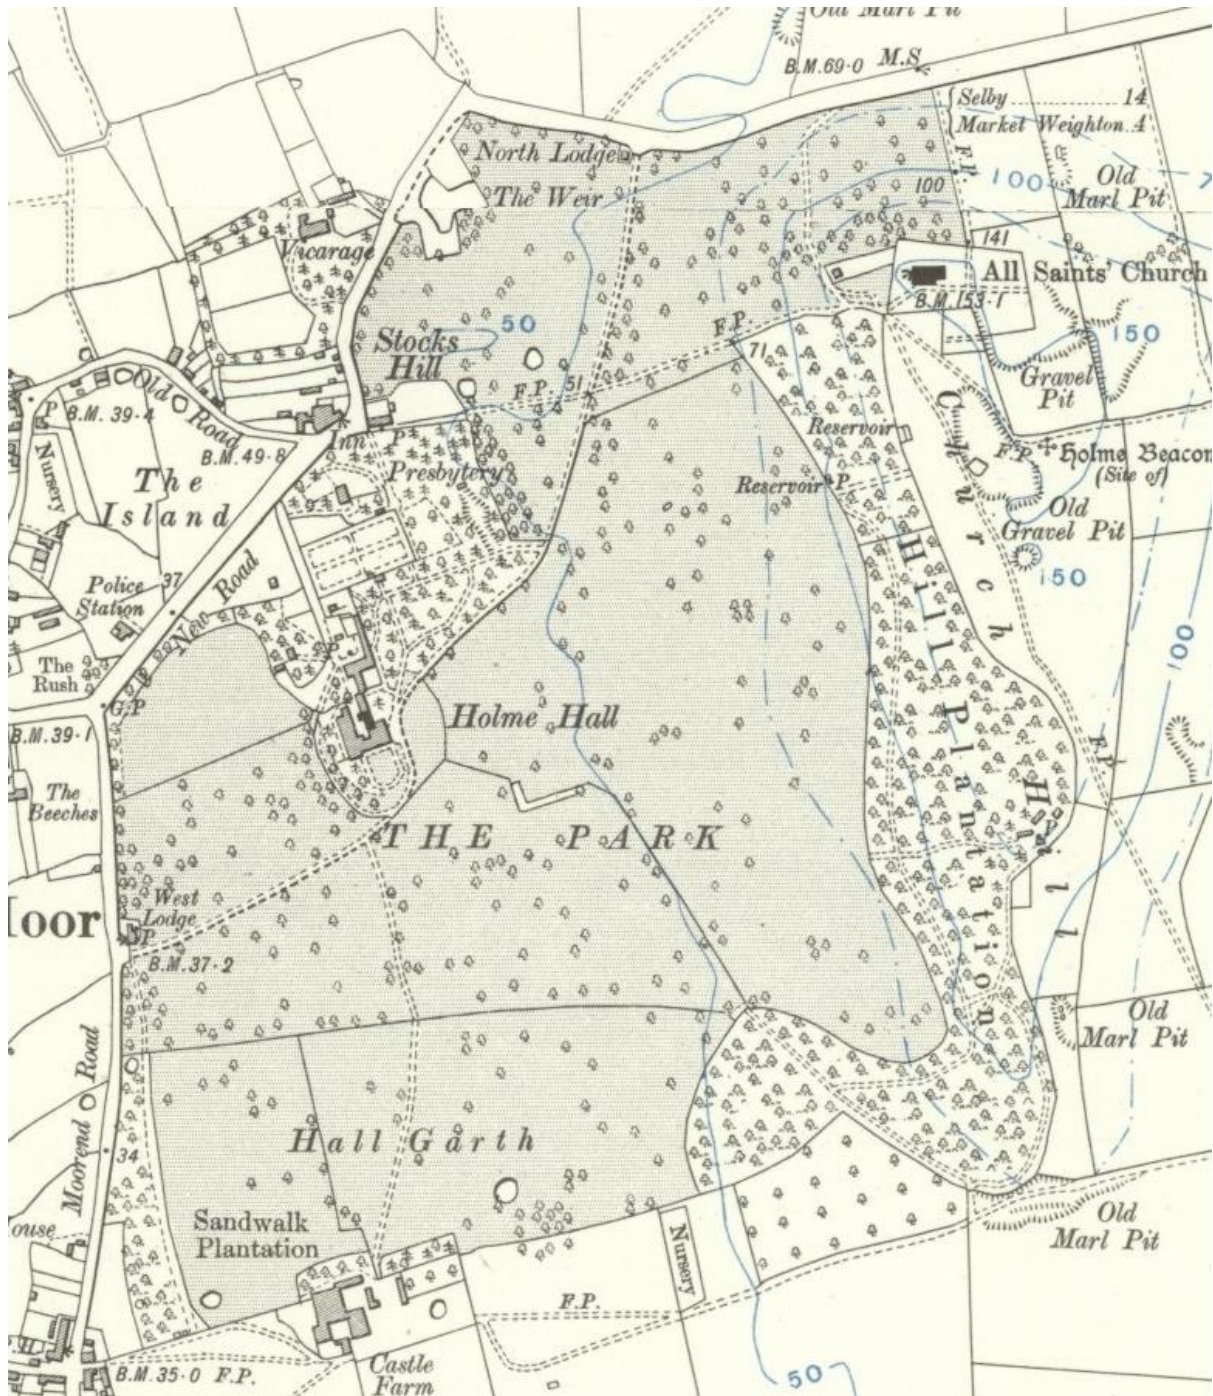 Old Marl Pit
B.M. 69·0 M.S.
Selby 14
Market Weighton 4
F.P.
North Lodge
The Weir
100
100
Old
Marl Pit
Vicarage
141
All Saints' Church
B.M. 153·1
50
Stocks
Hill
F.P.
71
150
Gravel
Pit
F.P. 51
Old
Road
P
B.M. 39·4
B.M. 49·8
Inn P
Presbytery
Reservoir
Church
F.P.
Holme Beacon
(Site of)
Nursery
The
Island
Reservoir P
Old
Gravel Pit
150
Hill Plantation
Police
Station
37
New Road
100
The
Rush
G.P.
Holme Hall
B.M. 39·1
F.P.
The
Beeches
Hill
P
THE PARK
West
Lodge
P
oor
B.M. 37·2
Old
Marl Pit
Moorend Road
34
Hall Garth
ouse
Sandwalk
Plantation
Old
Marl Pit
Nursery
F.P.
.H.
B.M. 35·0 F.P.
Castle
Farm
50